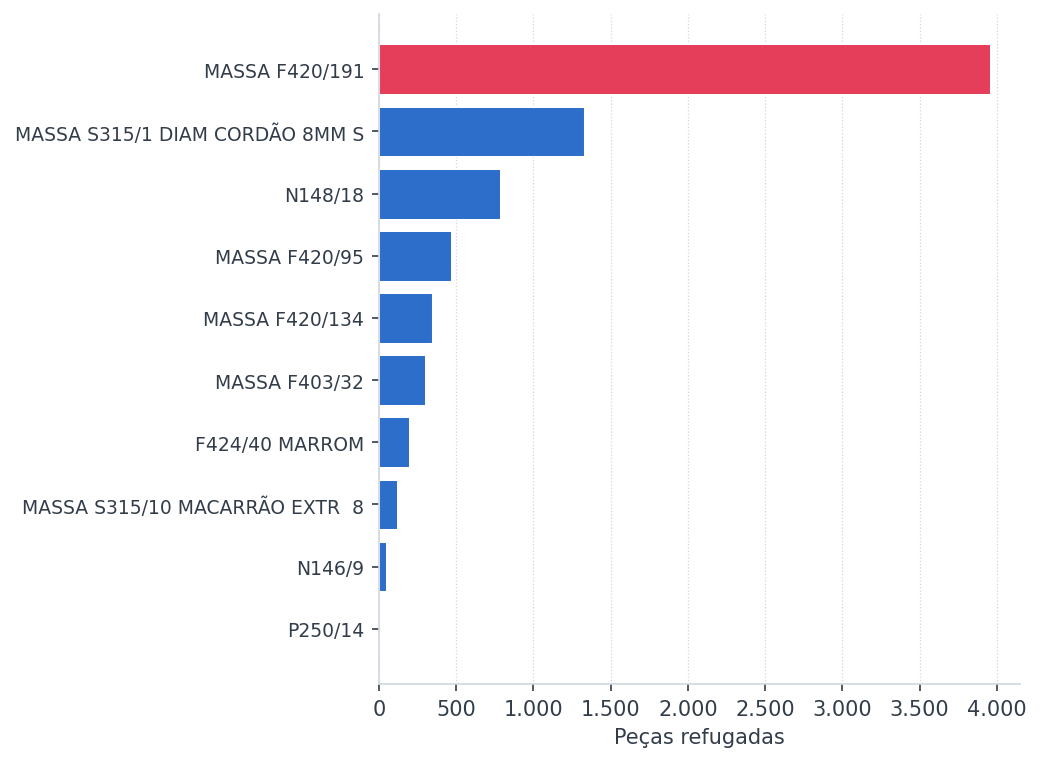 MASSA F420/191
MASSA S315/1 DIAM CORDÃO 8MM S
N148/18
MASSA F420/95
MASSA F420/134
MASSA F403/32
F424/40 MARROM
MASSA S315/10 MACARRÃO EXTR  8
N146/9
P250/14
0 500 1.000 1.500 2.000 2.500 3.000 3.500 4.000
Peças refugadas